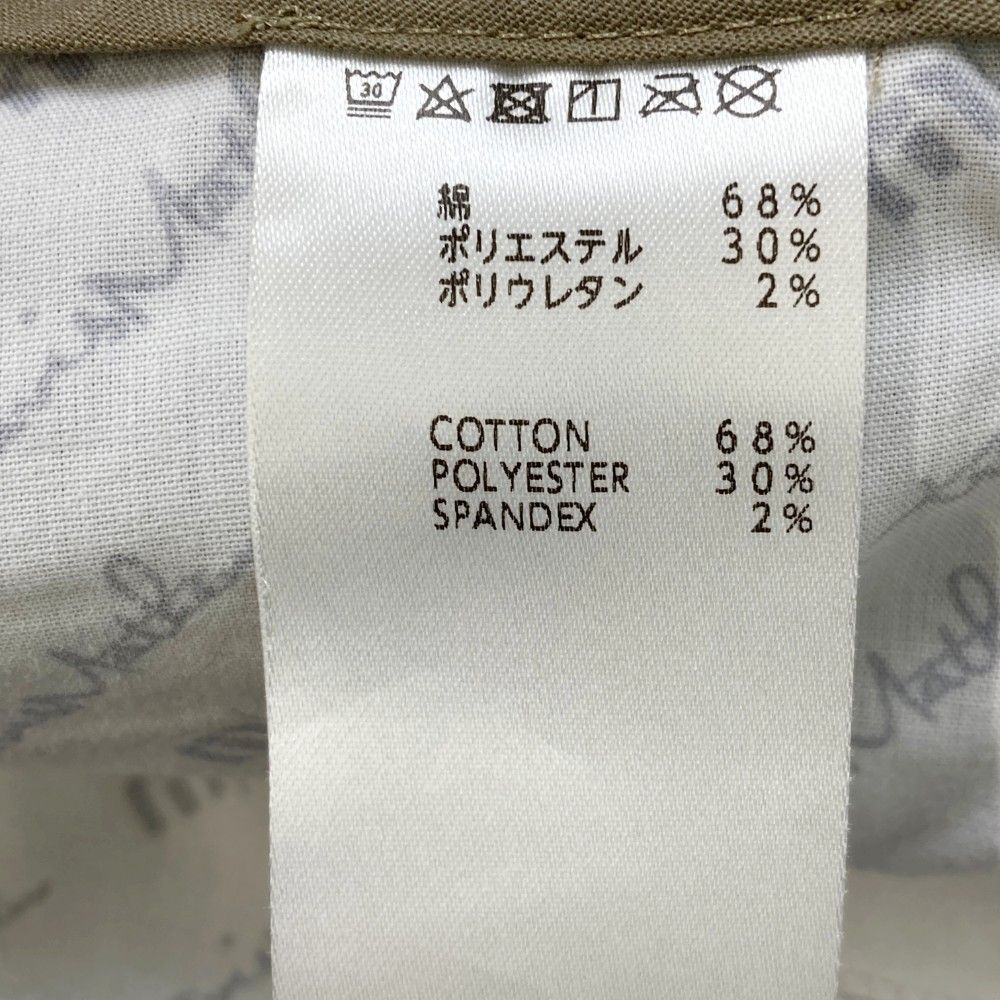 30
綿 68%
ポリエステル 30%
ポリウレタン 2%
COTTON 68%
POLYESTER 30%
SPANDEX 2%